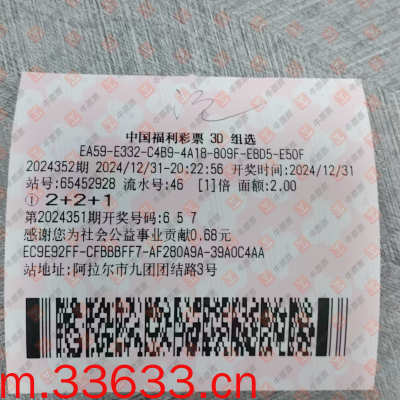 中国福利彩票 3D 组选
EA59-E332-C4B9-4A18-809F-E8D5-E50F
2024352期 2024/12/31-20:22:56 开奖时间:2024/12/31
站号:65452928 流水号:46 [1]倍 面额:2.00
① 2+2+1
第2024351期开奖号码:6 5 7
感谢您为社会公益事业贡献0.68元
EC9E92FF-CFBBBFF7-AF280A9A-39A0C4AA
站地址:阿拉尔市九团团结路3号
m.33633.cn